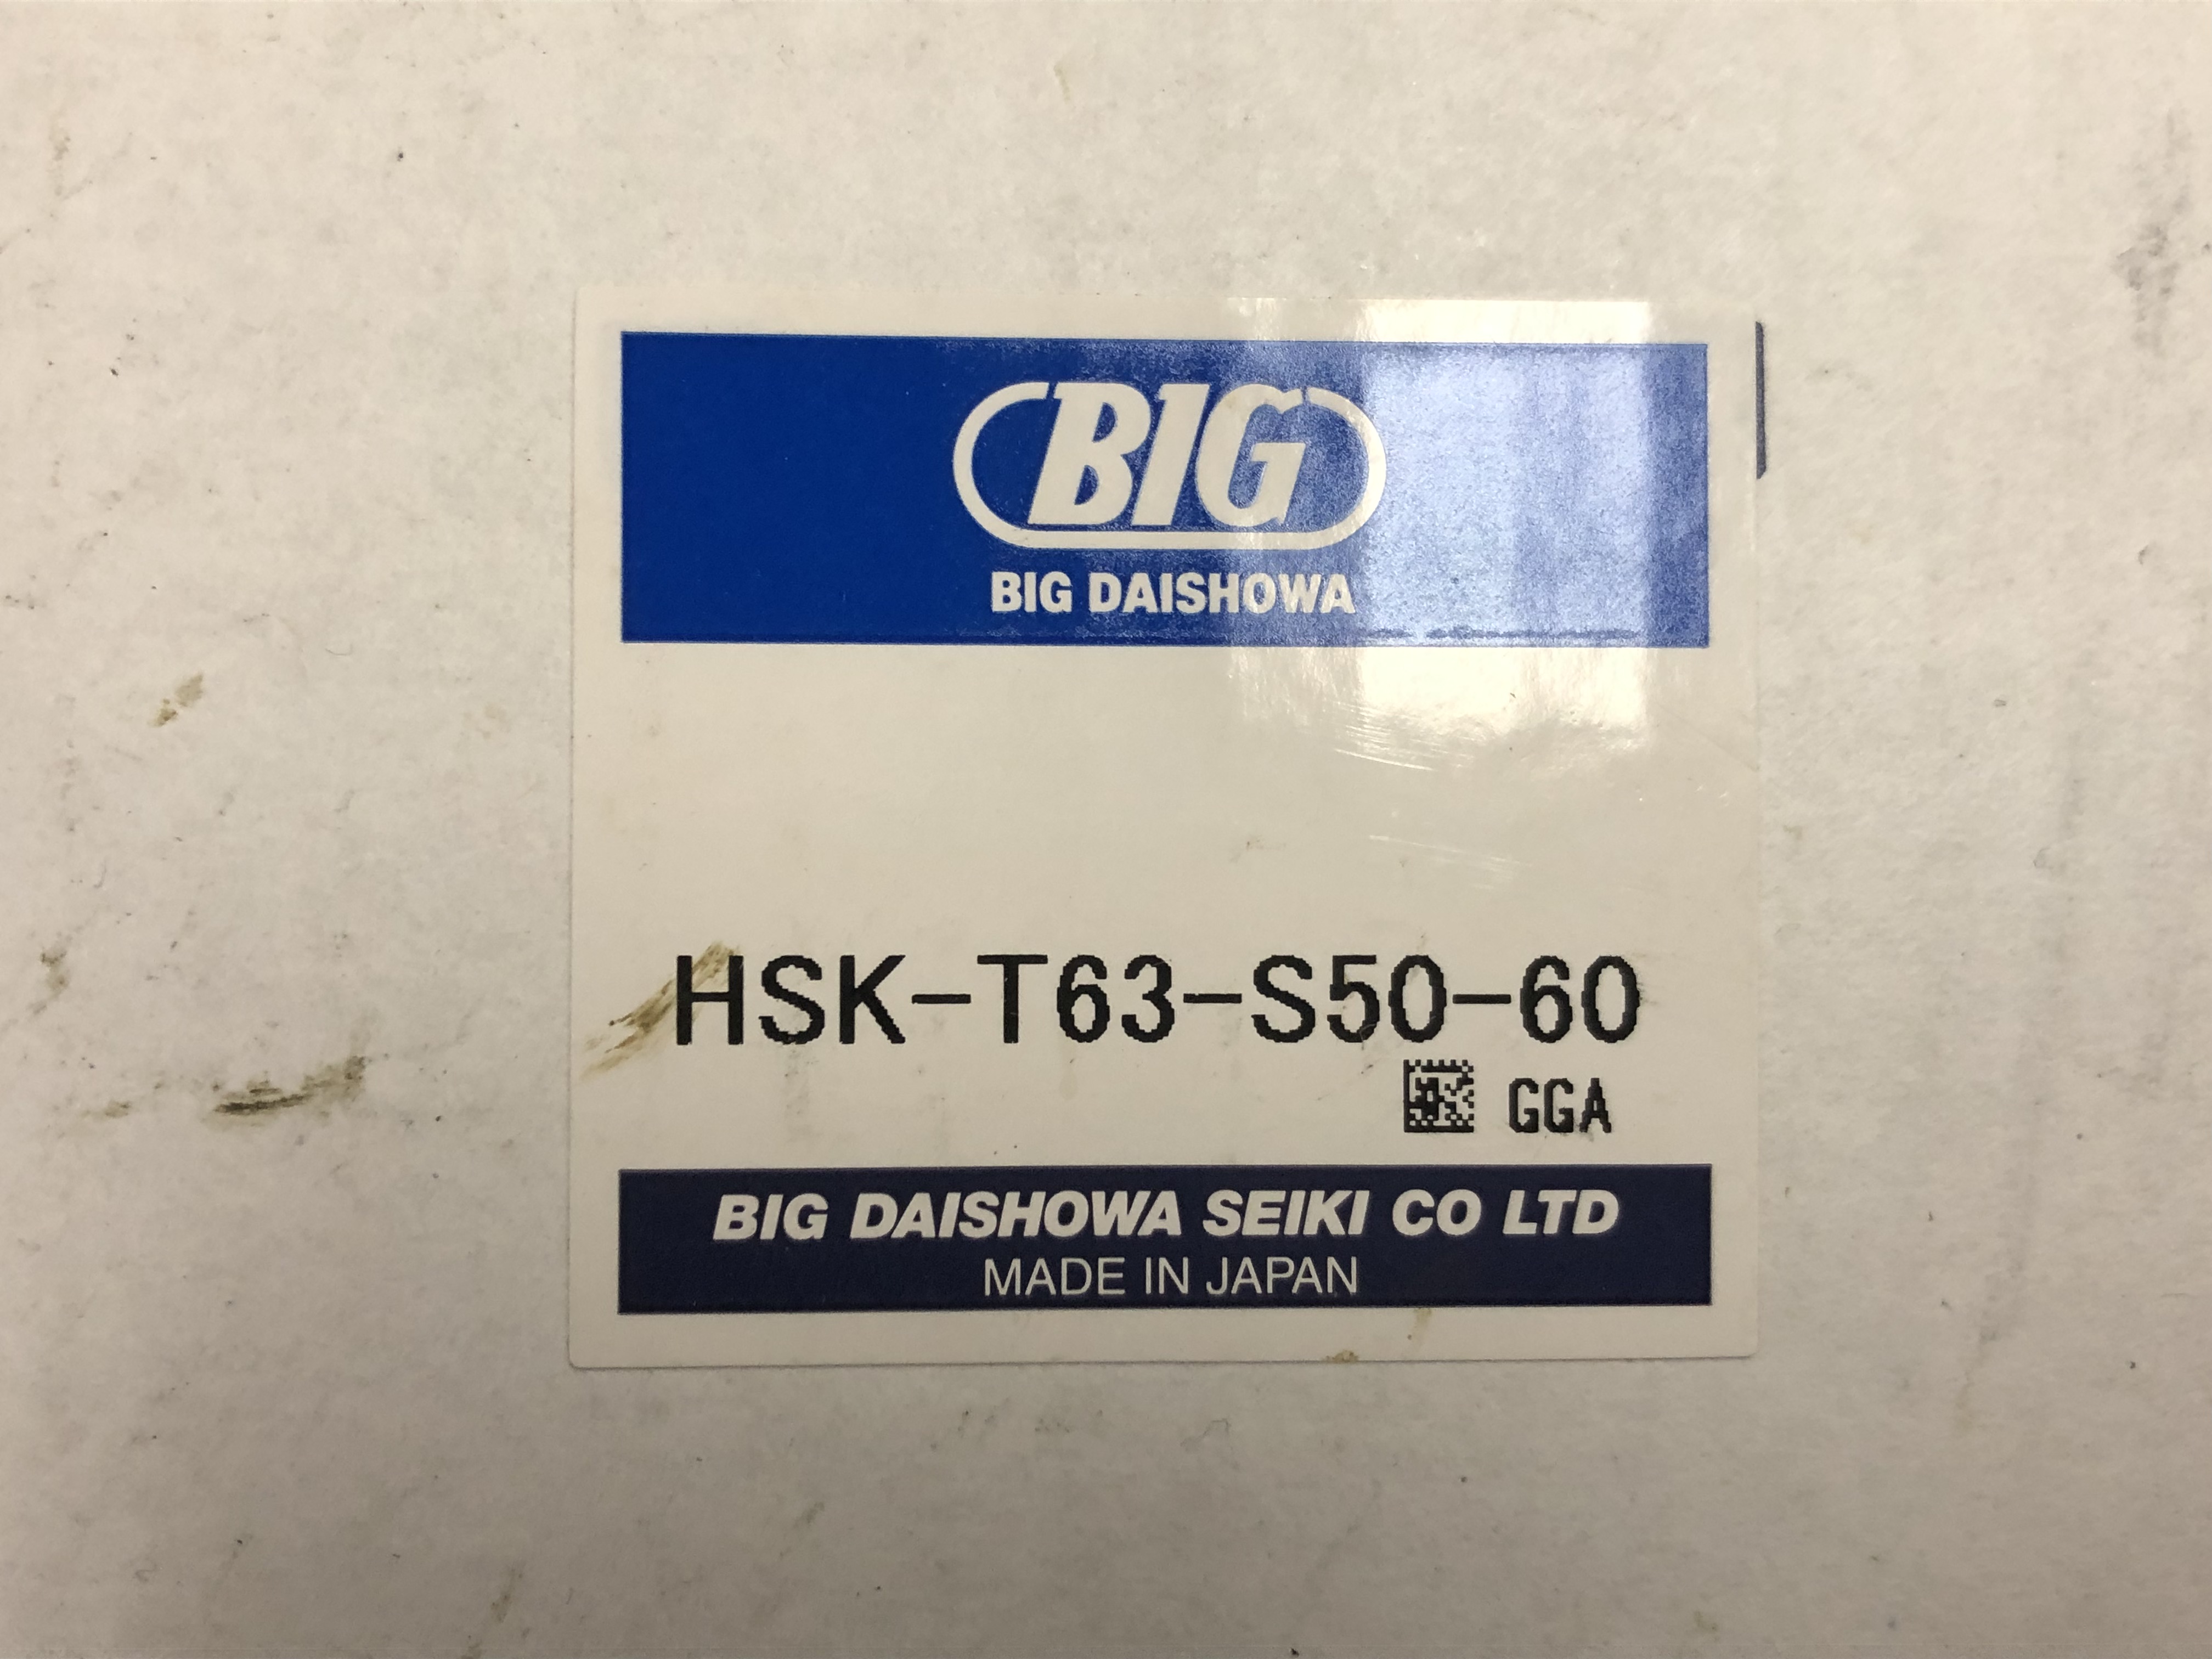 BIG
BIG DAISHOWA
HSK-T63-S50-60
GGA
BIG DAISHOWA SEIKI CO LTD
MADE IN JAPAN